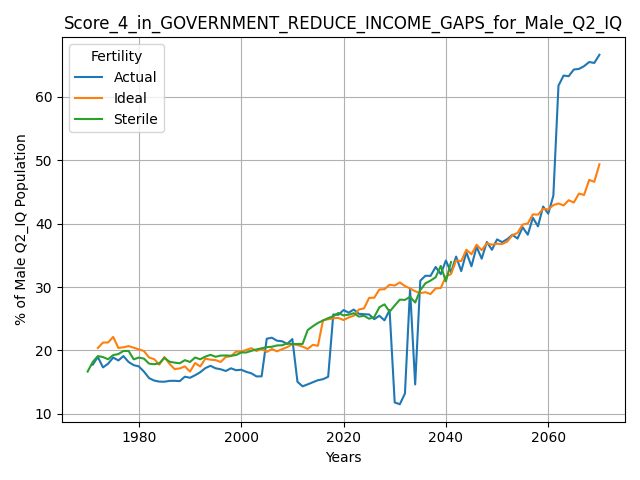 Score_4_in_GOVERNMENT_REDUCE_INCOME_GAPS_for_Male_Q2_IQ
Fertility
Actual
Ideal
Sterile
% of Male Q2_IQ Population
60
50
40
30
20
10
1980 2000 2020 2040 2060
Years